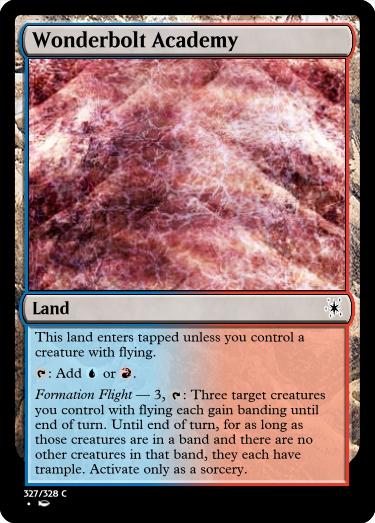 Wonderbolt Academy
Land
This land enters tapped unless you control a
creature with flying.
: Add or .
Formation Flight — 3, : Three target creatures
you control with flying each gain banding until
end of turn. Until end of turn, for as long as
those creatures are in a band and there are no
other creatures in that band, they each have
trample. Activate only as a sorcery.
327/328 C